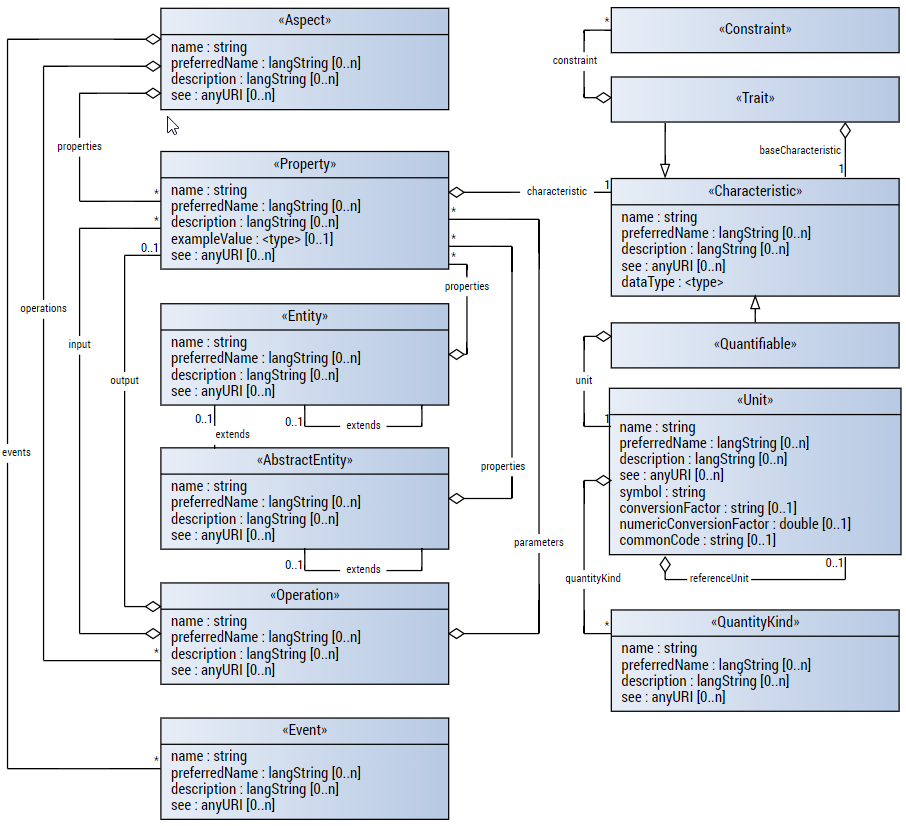 «Aspect»
name : string
preferredName : langString [0..n]
description : langString [0..n]
see : anyURI [0..n]
properties
«Property»
name : string
preferredName : langString [0..n]
description : langString [0..n]
exampleValue : <type> [0..1]
see : anyURI [0..n]
*
*
0..1
*
*
*
properties
characteristic
1
operations
input
output
events
«Entity»
name : string
preferredName : langString [0..n]
description : langString [0..n]
see : anyURI [0..n]
0..1
extends
0..1
extends
«AbstractEntity»
name : string
preferredName : langString [0..n]
description : langString [0..n]
see : anyURI [0..n]
properties
0..1
extends
parameters
«Operation»
name : string
preferredName : langString [0..n]
description : langString [0..n]
see : anyURI [0..n]
*
«Event»
name : string
preferredName : langString [0..n]
description : langString [0..n]
see : anyURI [0..n]
*
«Constraint»
*
constraint
«Trait»
baseCharacteristic
1
«Characteristic»
name : string
preferredName : langString [0..n]
description : langString [0..n]
see : anyURI [0..n]
dataType : <type>
«Quantifiable»
unit
1
«Unit»
name : string
preferredName : langString [0..n]
description : langString [0..n]
see : anyURI [0..n]
symbol : string
conversionFactor : string [0..1]
numericConversionFactor : double [0..1]
commonCode : string [0..1]
0..1
referenceUnit
quantityKind
*
«QuantityKind»
name : string
preferredName : langString [0..n]
description : langString [0..n]
see : anyURI [0..n]